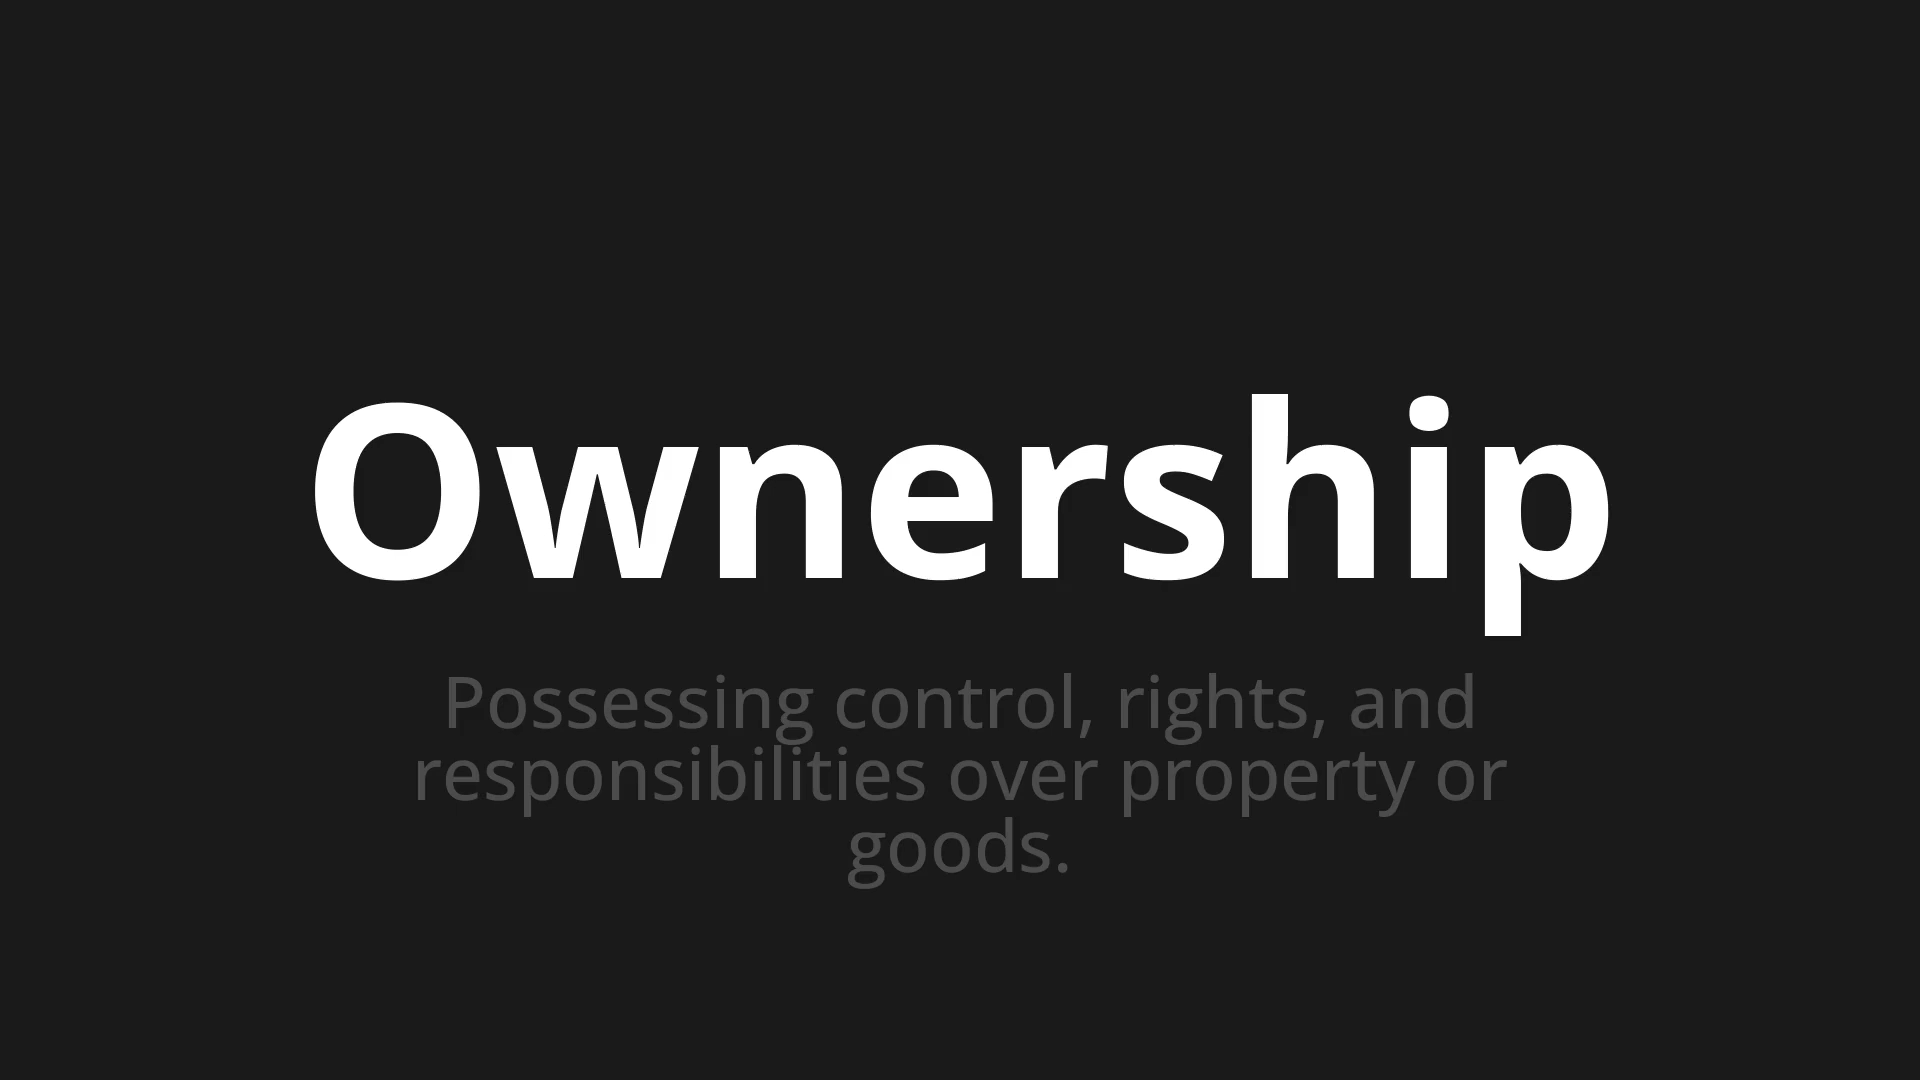 Ownership
Possessing control, rights, and
responsibilities over property or
goods.